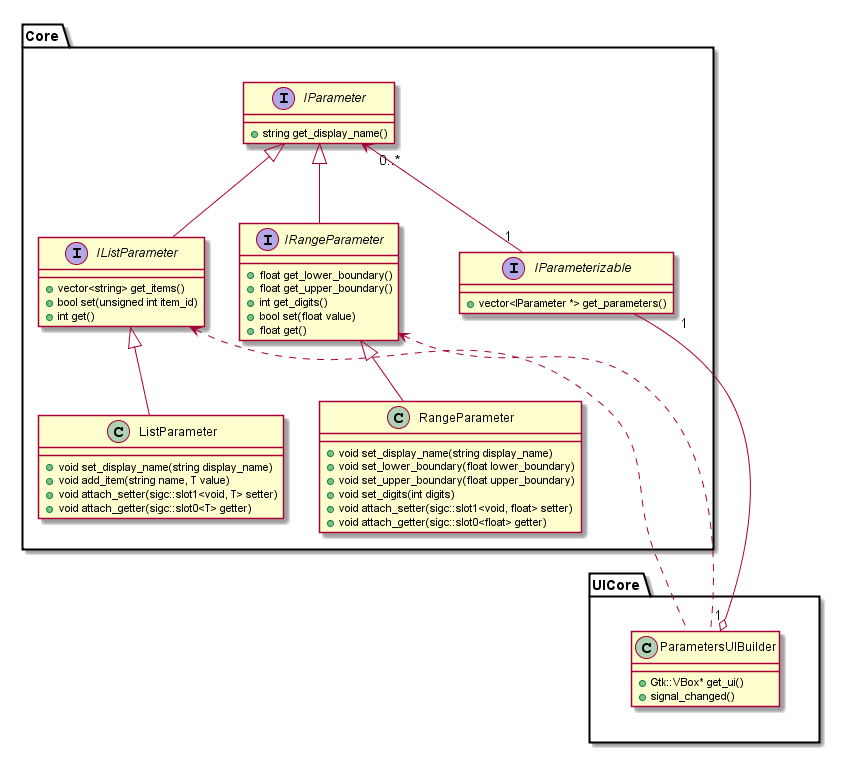 Core
I IParameter
string get_display_name()
0..*
1
I IListParameter
vector<string> get_items()
bool set(unsigned int item_id)
int get()
I IRangeParameter
float get_lower_boundary()
float get_upper_boundary()
int get_digits()
bool set(float value)
float get()
I IParameterizable
vector<IParameter *> get_parameters()
1
C ListParameter
void set_display_name(string display_name)
void add_item(string name, T value)
void attach_setter(sigc::slot1<void, T> setter)
void attach_getter(sigc::slot0<T> getter)
C RangeParameter
void set_display_name(string display_name)
void set_lower_boundary(float lower_boundary)
void set_upper_boundary(float upper_boundary)
void set_digits(int digits)
void attach_setter(sigc::slot1<void, float> setter)
void attach_getter(sigc::slot0<float> getter)
UICore
1
C ParametersUIBuilder
Gtk::VBox* get_ui()
signal_changed()